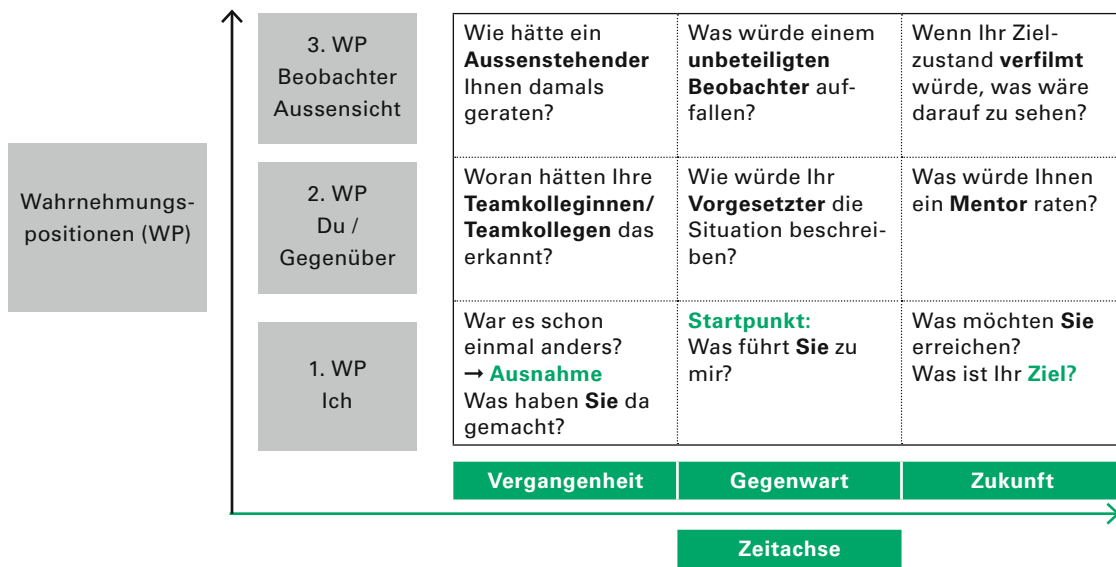 3. WP
Beobachter
Aussensicht
Wie hätte ein
Aussenstehender
Ihnen damals
geraten?
Was würde einem
unbeteiligten
Beobachter auf-
fallen?
Wenn Ihr Ziel-
zustand verfilmt
würde, was wäre
darauf zu sehen?
Wahrnehmungs-
positionen (WP)
2. WP
Du /
Gegenüber
Woran hätten Ihre
Teamkolleginnen/
Teamkollegen das
erkannt?
Wie würde Ihr
Vorgesetzter die
Situation beschrei-
ben?
Was würde Ihnen
ein Mentor raten?
1. WP
Ich
War es schon
einmal anders?
→ Ausnahme
Was haben Sie da
gemacht?
Startpunkt:
Was führt Sie zu
mir?
Was möchten Sie
erreichen?
Was ist Ihr Ziel?
Vergangenheit
Gegenwart
Zukunft
Zeitachse